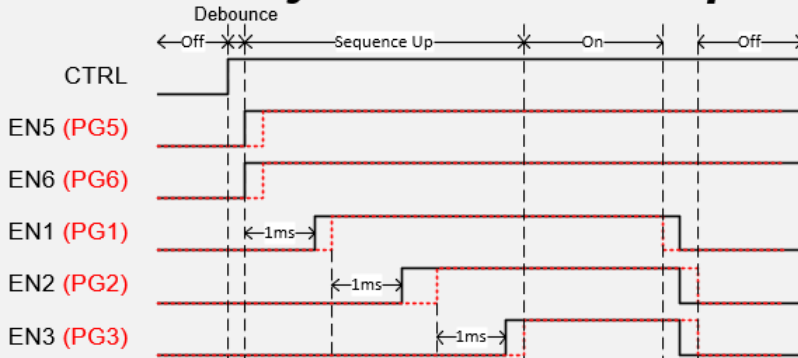 Debounce
Off
Sequence Up
On
Off
CTRL
EN5 (PG5)
EN6 (PG6)
EN1 (PG1)
1ms
EN2 (PG2)
1ms
EN3 (PG3)
1ms